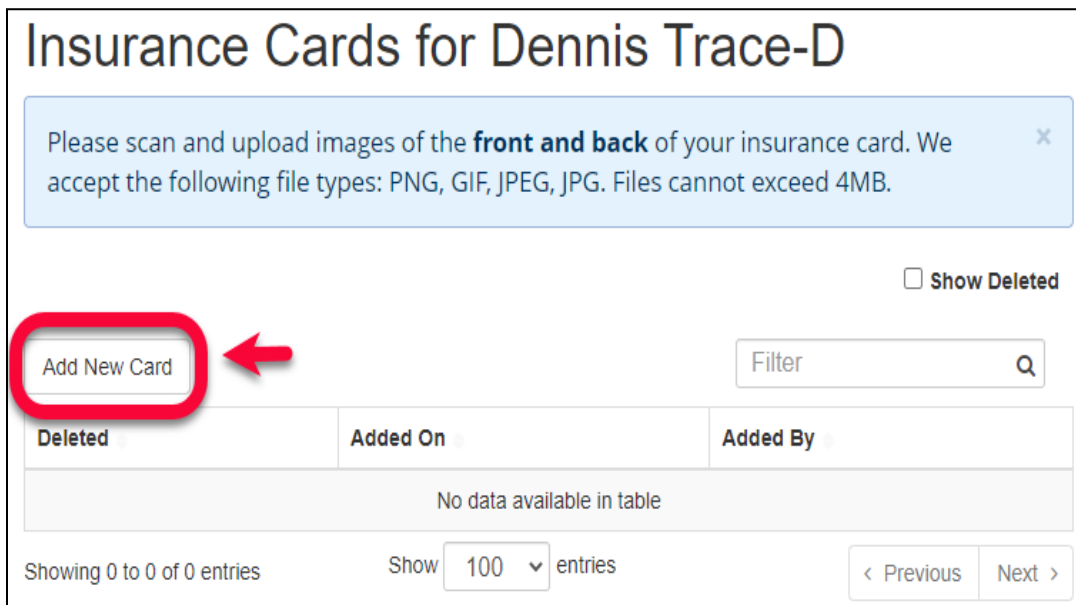 Insurance Cards for Dennis Trace-D
Please scan and upload images of the front and back of your insurance card. We
accept the following file types: PNG, GIF, JPEG, JPG. Files cannot exceed 4MB.
×
Show Deleted
Add New Card
Filter
Deleted Added On Added By
No data available in table
Showing 0 to 0 of 0 entries Show 100 entries ‹ Previous Next ›